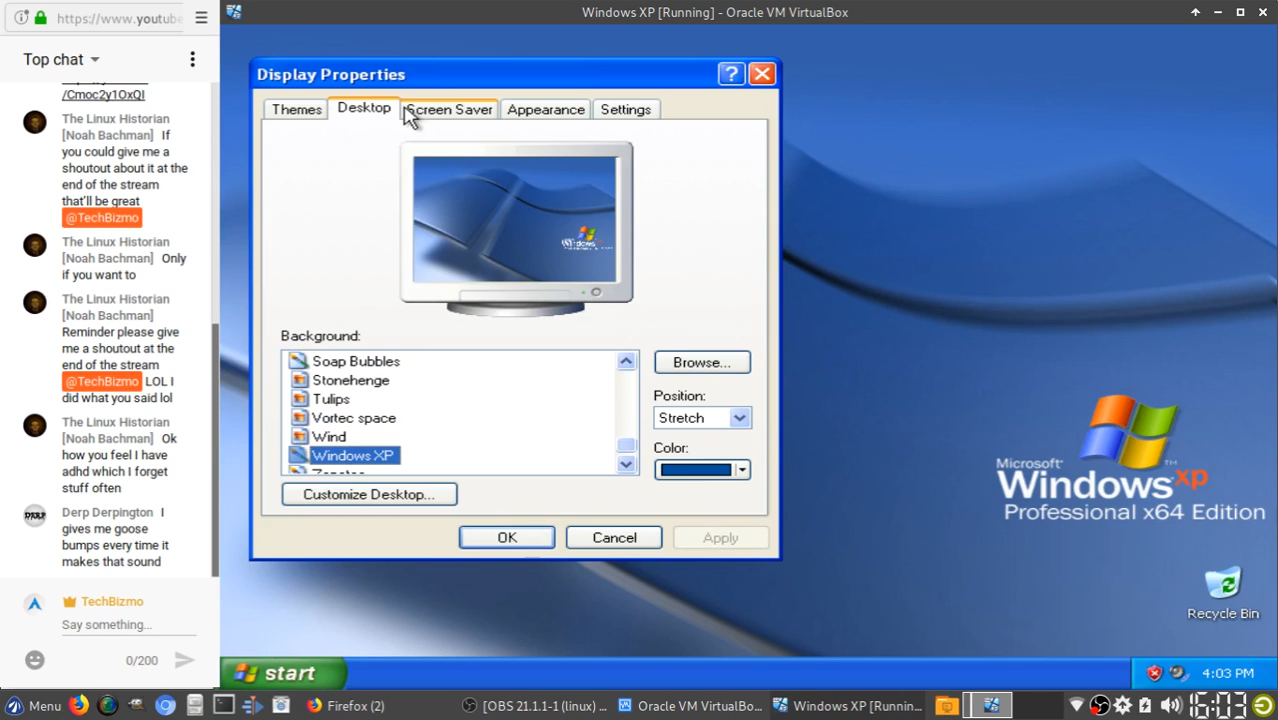 https://www.youtube
Top chat
/Cmoc2y1OxQI
The Linux Historian
[Noah Bachman] If
you could give me a
shoutout about it at the
end of the stream
that'll be great
@TechBizmo
The Linux Historian
[Noah Bachman] Only
if you want to
The Linux Historian
[Noah Bachman]
Reminder please give
me a shoutout at the
end of the stream
@TechBizmo LOL I
did what you said lol
The Linux Historian
[Noah Bachman] Ok
how you feel I have
adhd which I forget
stuff often
DERP
Derp Derpington I
gives me goose
bumps every time it
makes that sound
TechBizmo
Say something...
0/200
Windows XP [Running] - Oracle VM VirtualBox
Display Properties
Themes Desktop Screen Saver Appearance Settings
Windows xp
Background:
Soap Bubbles
Stonehenge
Tulips
Vortec space
Wind
Windows XP
Browse...
Position:
Stretch
Color:
Customize Desktop...
OK Cancel Apply
Microsoft
Windows xp
TM
Professional x64 Edition
Recycle Bin
start
4:03 PM
Menu Firefox (2) [OBS 21.1.1-1 (linux) ... Oracle VM VirtualBo... Windows XP [Running... 16:03